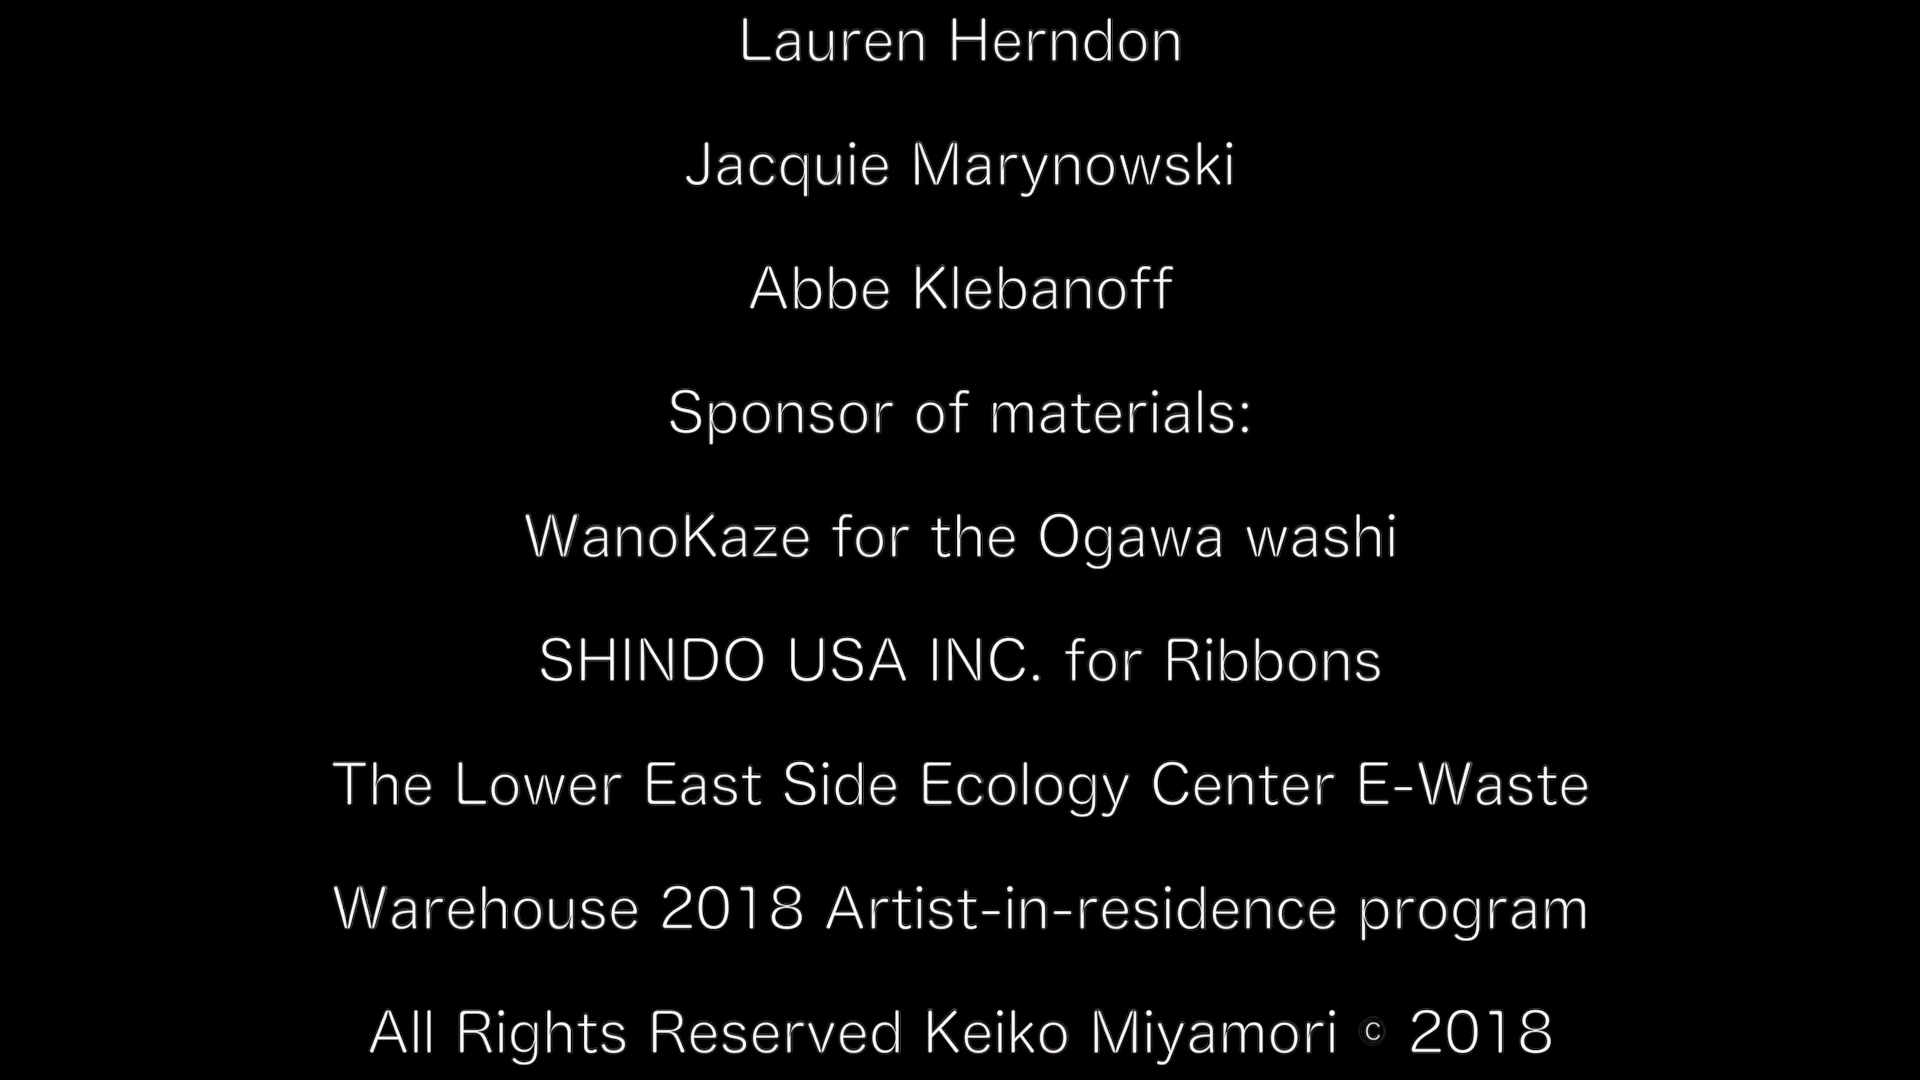 Lauren Herndon
Jacquie Marynowski
Abbe Klebanoff
Sponsor of materials:
WanoKaze for the Ogawa washi
SHINDO USA INC. for Ribbons
The Lower East Side Ecology Center E-Waste
Warehouse 2018 Artist-in-residence program
All Rights Reserved Keiko Miyamori © 2018